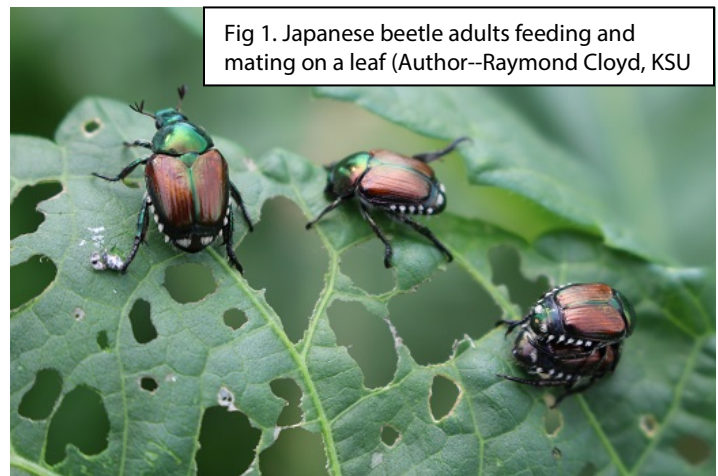 Fig 1. Japanese beetle adults feeding and
mating on a leaf (Author--Raymond Cloyd, KSU